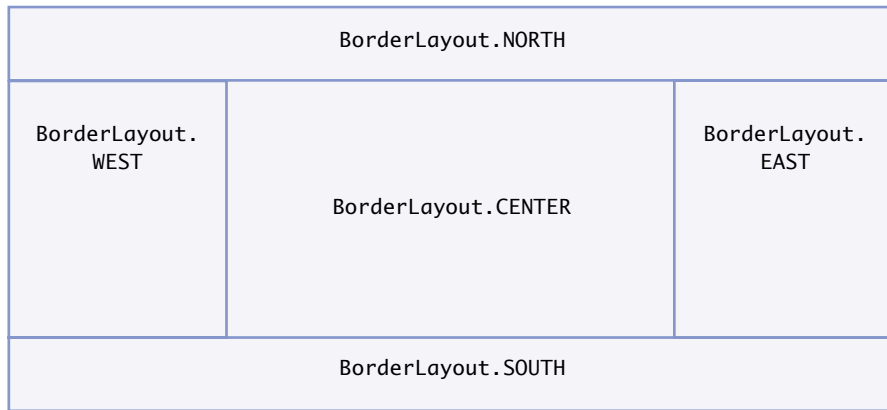 BorderLayout.NORTH
BorderLayout.
WEST
BorderLayout.CENTER
BorderLayout.
EAST
BorderLayout.SOUTH